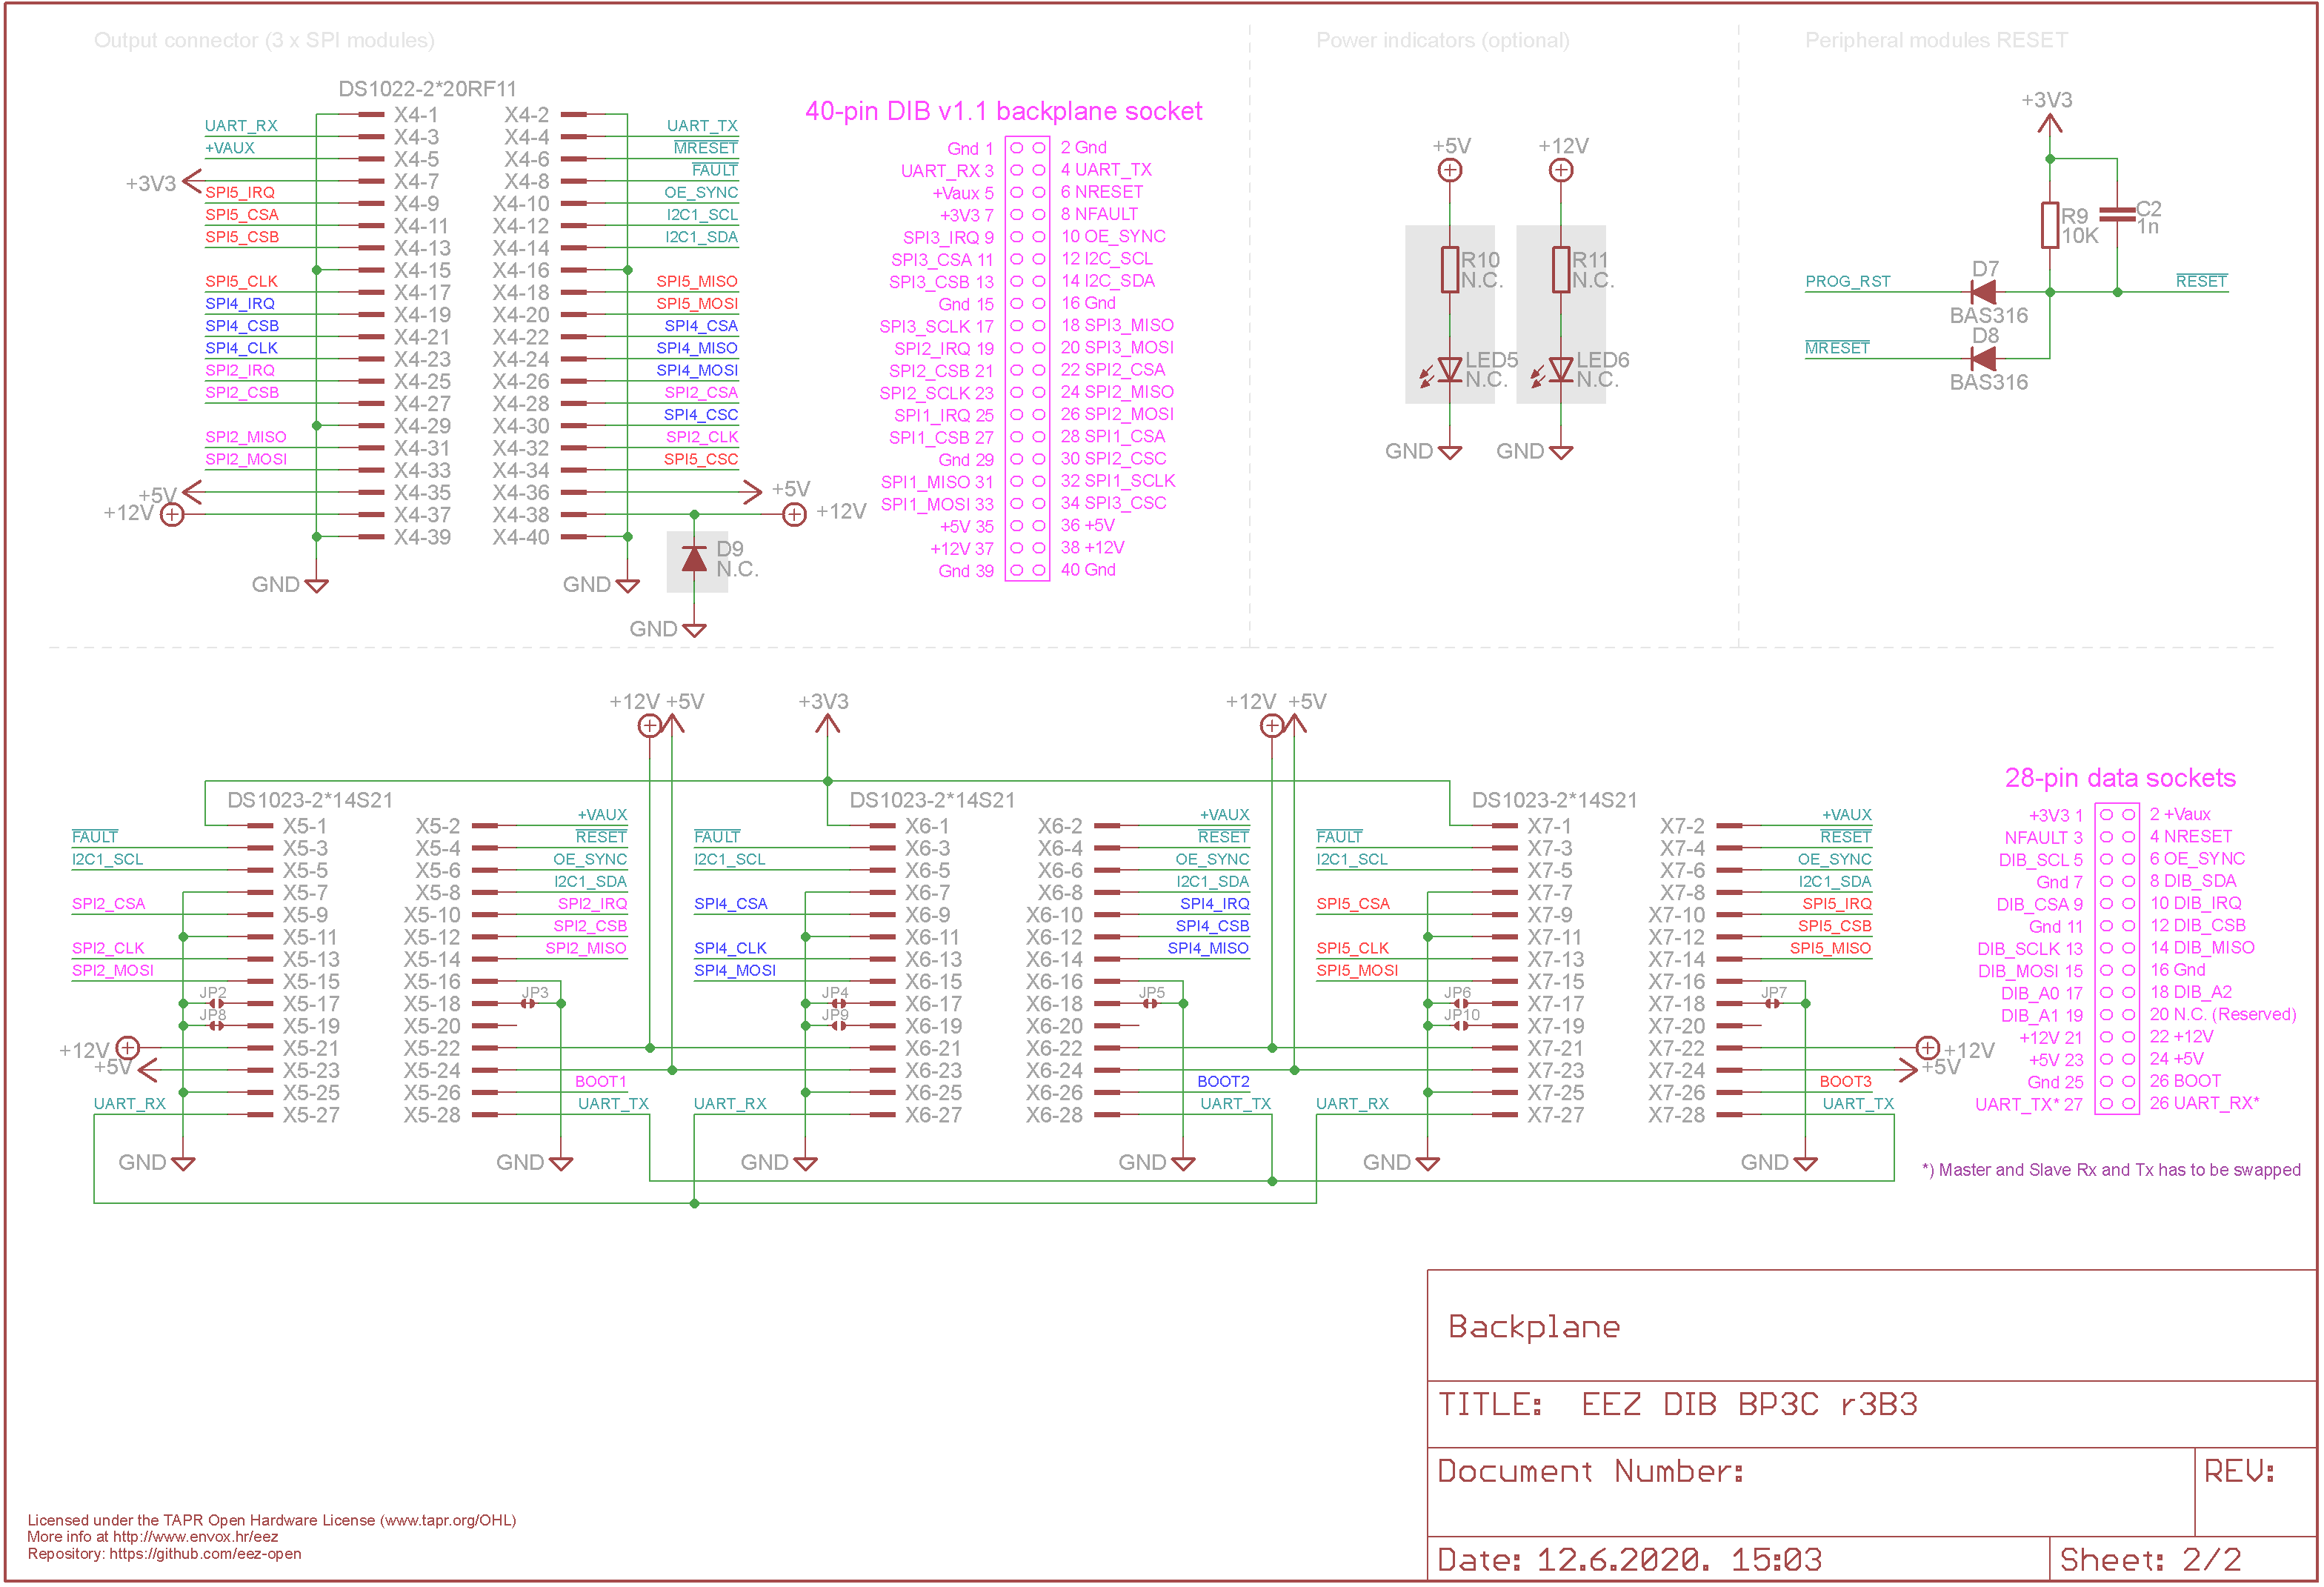 Output connector (3 x SPI modules)
Power indicators (optional)
Peripheral modules RESET
DS1022-2*20RF11
X4-1 X4-2
UART_RX X4-3 X4-4 UART_TX
+VAUX X4-5 X4-6 MRESET
+3V3 X4-7 X4-8 FAULT
SPI5_IRQ X4-9 X4-10 OE_SYNC
SPI5_CSA X4-11 X4-12 I2C1_SCL
SPI5_CSB X4-13 X4-14 I2C1_SDA
X4-15 X4-16
SPI5_CLK X4-17 X4-18 SPI5_MISO
SPI4_IRQ X4-19 X4-20 SPI5_MOSI
SPI4_CSB X4-21 X4-22 SPI4_CSA
SPI4_CLK X4-23 X4-24 SPI4_MISO
SPI2_IRQ X4-25 X4-26 SPI4_MOSI
SPI2_CSB X4-27 X4-28 SPI2_CSA
X4-29 X4-30 SPI4_CSC
SPI2_MISO X4-31 X4-32 SPI2_CLK
SPI2_MOSI X4-33 X4-34 SPI5_CSC
+5V X4-35 X4-36 +5V
+12V X4-37 X4-38 +12V
X4-39 X4-40
D9
N.C.
GND GND
GND
40-pin DIB v1.1 backplane socket
Gnd 1 2 Gnd
UART_RX 3 4 UART_TX
+Vaux 5 6 NRESET
+3V3 7 8 NFAULT
SPI3_IRQ 9 10 OE_SYNC
SPI3_CSA 11 12 I2C_SCL
SPI3_CSB 13 14 I2C_SDA
Gnd 15 16 Gnd
SPI3_SCLK 17 18 SPI3_MISO
SPI2_IRQ 19 20 SPI3_MOSI
SPI2_CSB 21 22 SPI2_CSA
SPI2_SCLK 23 24 SPI2_MISO
SPI1_IRQ 25 26 SPI2_MOSI
SPI1_CSB 27 28 SPI1_CSA
Gnd 29 30 SPI2_CSC
SPI1_MISO 31 32 SPI1_SCLK
SPI1_MOSI 33 34 SPI3_CSC
+5V 35 36 +5V
+12V 37 38 +12V
Gnd 39 40 Gnd
+5V +12V
R10 R11
N.C. N.C.
LED5 LED6
N.C. N.C.
GND GND
+3V3
R9 C2
10K 1n
PROG_RST D7 RESET
BAS316
MRESET D8
BAS316
+12V +5V +3V3 +12V +5V
DS1023-2*14S21 DS1023-2*14S21 DS1023-2*14S21
X5-1 X5-2 +VAUX X6-1 X6-2 +VAUX X7-1 X7-2 +VAUX
FAULT X5-3 X5-4 RESET FAULT X6-3 X6-4 RESET FAULT X7-3 X7-4 RESET
I2C1_SCL X5-5 X5-6 OE_SYNC I2C1_SCL X6-5 X6-6 OE_SYNC I2C1_SCL X7-5 X7-6 OE_SYNC
X5-7 X5-8 I2C1_SDA X6-7 X6-8 I2C1_SDA X7-7 X7-8 I2C1_SDA
SPI2_CSA X5-9 X5-10 SPI2_IRQ SPI4_CSA X6-9 X6-10 SPI4_IRQ SPI5_CSA X7-9 X7-10 SPI5_IRQ
X5-11 X5-12 SPI2_CSB X6-11 X6-12 SPI4_CSB X7-11 X7-12 SPI5_CSB
SPI2_CLK X5-13 X5-14 SPI2_MISO SPI4_CLK X6-13 X6-14 SPI4_MISO SPI5_CLK X7-13 X7-14 SPI5_MISO
SPI2_MOSI X5-15 X5-16 SPI4_MOSI X6-15 X6-16 SPI5_MOSI X7-15 X7-16
JP2 X5-17 X5-18 JP3 JP4 X6-17 X6-18 JP5 JP6 X7-17 X7-18 JP7
JP8 X5-19 X5-20 JP9 X6-19 X6-20 JP10 X7-19 X7-20
+12V X5-21 X5-22 X6-21 X6-22 X7-21 X7-22 +12V
+5V X5-23 X5-24 X6-23 X6-24 X7-23 X7-24 +5V
X5-25 X5-26 BOOT1 X6-25 X6-26 BOOT2 X7-25 X7-26 BOOT3
UART_RX X5-27 X5-28 UART_TX UART_RX X6-27 X6-28 UART_TX UART_RX X7-27 X7-28 UART_TX
GND GND GND GND GND GND
28-pin data sockets
+3V3 1 2 +Vaux
NFAULT 3 4 NRESET
DIB_SCL 5 6 OE_SYNC
Gnd 7 8 DIB_SDA
DIB_CSA 9 10 DIB_IRQ
Gnd 11 12 DIB_CSB
DIB_SCLK 13 14 DIB_MISO
DIB_MOSI 15 16 Gnd
DIB_A0 17 18 DIB_A2
DIB_A1 19 20 N.C. (Reserved)
+12V 21 22 +12V
+5V 23 24 +5V
Gnd 25 26 BOOT
UART_TX* 27 26 UART_RX*
*) Master and Slave Rx and Tx has to be swapped
Backplane
TITLE: EEZ DIB BP3C r3B3
Document Number: REV:
Date: 12.6.2020. 15:03 Sheet: 2/2
Licensed under the TAPR Open Hardware License (www.tapr.org/OHL)
More info at http://www.envox.hr/eez
Repository: https://github.com/eez-open